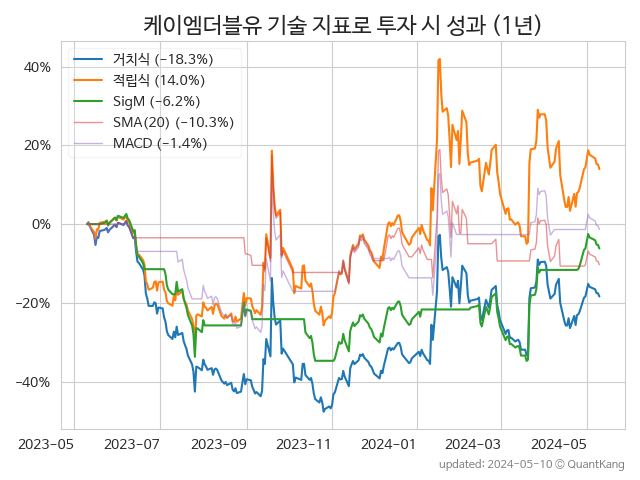 케이엠더블유 기술 지표로 투자 시 성과 (1년)
거치식 (−18.3%)
적립식 (14.0%)
SigM (−6.2%)
SMA(20) (−10.3%)
MACD (−1.4%)
40%
20%
0%
−20%
−40%
2023-05
2023-07
2023-09
2023-11
2024-01
2024-03
2024-05
updated: 2024-05-10 © QuantKang